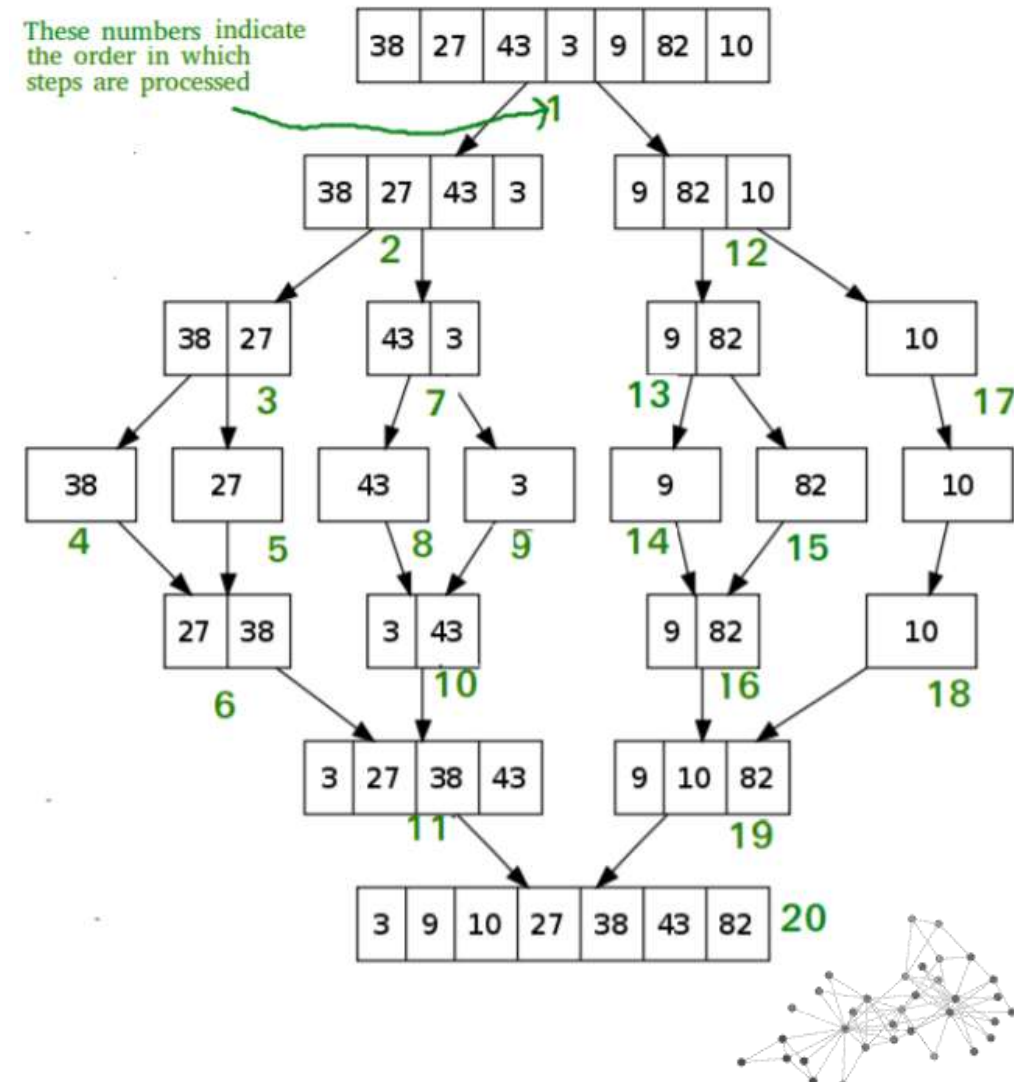 These numbers indicate
the order in which
steps are processed
38 27 43 3 9 82 10
1
38 27 43 3 9 82 10
2 12
38 27 43 3 9 82 10
3 7 13 17
38 27 43 3 9 82 10
4 5 8 9 14 15
27 38 3 43 9 82 10
6 10 16 18
3 27 38 43 9 10 82
11 19
3 9 10 27 38 43 82 20